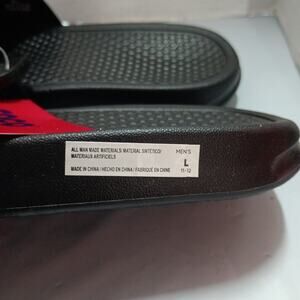 ALL MAN MADE MATERIALS/ MATERIAL SINTÉTICO/
MATERIAUX ARTIFICIELS
MADE IN CHINA / HECHO EN CHINA / FABRIQUÉ EN CHINE
MEN'S
L
11-12